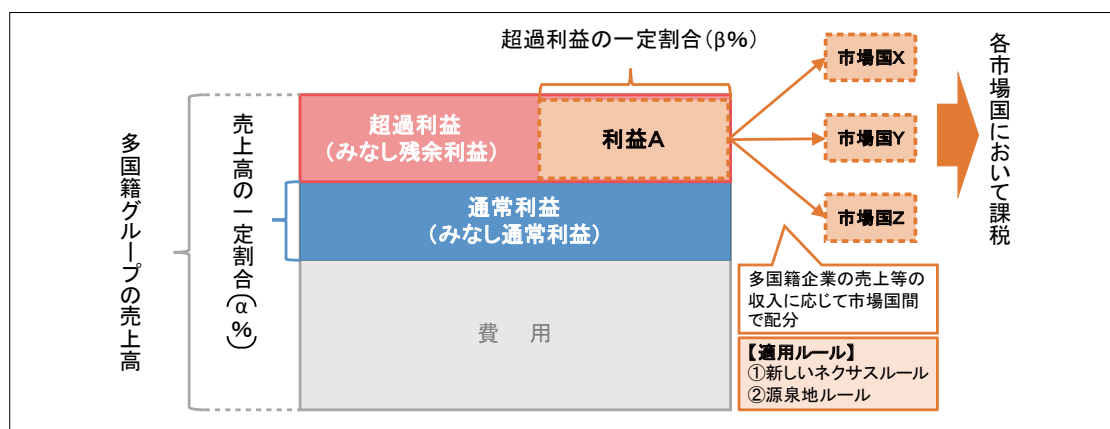 超過利益の一定割合（β％）
多国籍グループの売上高
売上高の一定割合（α％）
超過利益
（みなし残余利益）
利益A
通常利益
（みなし通常利益）
費　用
市場国X
市場国Y
市場国Z
各市場国において課税
多国籍企業の売上等の
収入に応じて市場国間
で配分
【適用ルール】
①新しいネクサスルール
②源泉地ルール